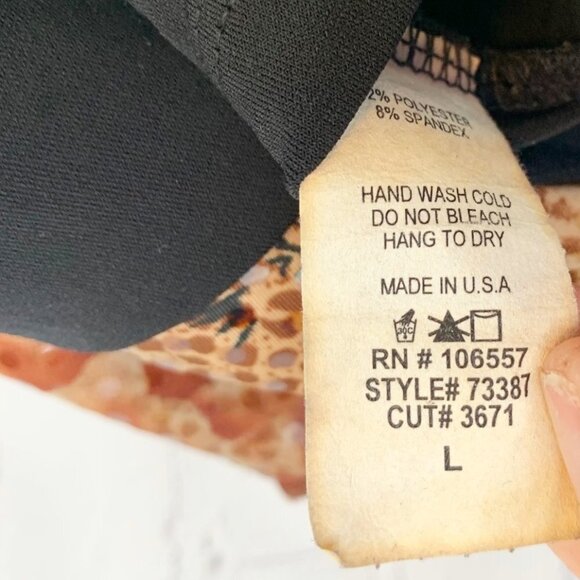 2% POLYESTER
8% SPANDEX
HAND WASH COLD
DO NOT BLEACH
HANG TO DRY
MADE IN U.S.A
30C
RN # 106557
STYLE# 73387
CUT# 3671
L